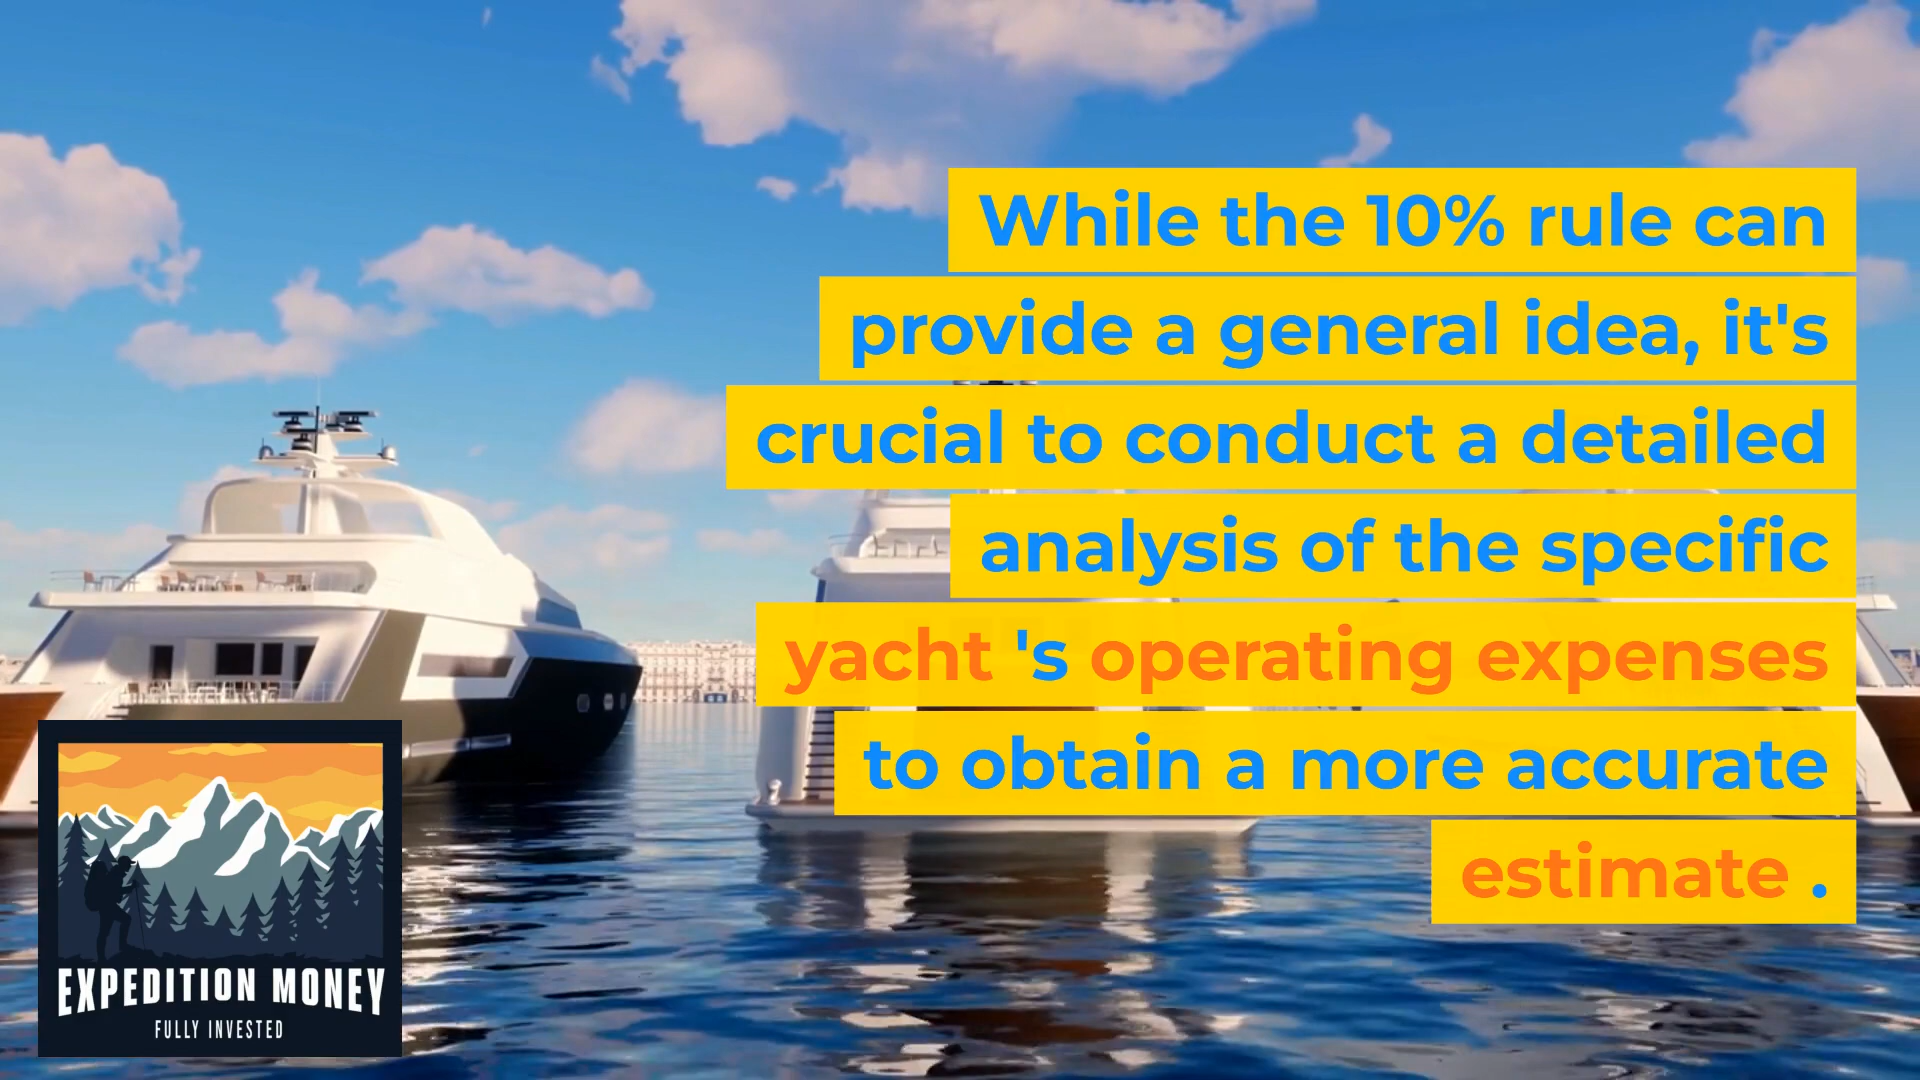 While the 10% rule can
provide a general idea, it's
crucial to conduct a detailed
analysis of the specific
yacht 's operating expenses
to obtain a more accurate
estimate .
EXPEDITION MONEY
FULLY INVESTED